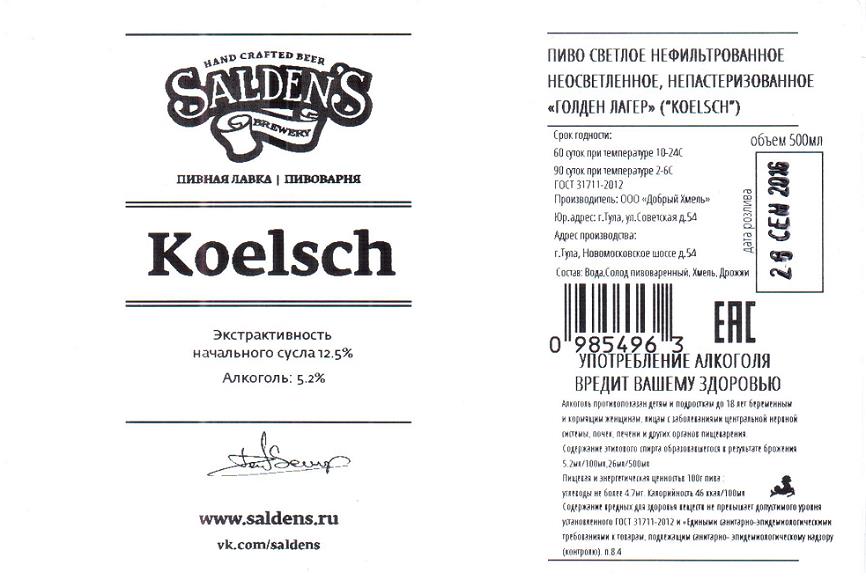 HAND CRAFTED BEER
SALDEN'S
BREWERY
ПИВНАЯ ЛАВКА | ПИВОВАРНЯ
Koelsch
Экстрактивность
начального сусла 12.5%
Алкоголь: 5.2%
www.saldens.ru
vk.com/saldens
ПИВО СВЕТЛОЕ НЕФИЛЬТРОВАННОЕ
НЕОСВЕТЛЕННОЕ, НЕПАСТЕРИЗОВАННОЕ
«ГОЛДЕН ЛАГЕР» ("KOELSCH")
Срок годности:
60 суток при температуре 10-24С
90 суток при температуре 2-6С
ГОСТ 31711-2012
Производитель: ООО «Добрый Хмель»
Юр.адрес: г.Тула, ул.Советская д.54
Адрес производства:
г.Тула, Новомосковское шоссе д.54
Состав: Вода,Солод пивоваренный, Хмель, Дрожжи
объем 500мл
дата розлива
28 СЕН 2016
0 985496 3
ЕАС
УПОТРЕБЛЕНИЕ АЛКОГОЛЯ
ВРЕДИТ ВАШЕМУ ЗДОРОВЬЮ
Алкоголь противопоказан детям и подросткам до 18 лет беременным
и кормящим женщинам, лицам с заболеваниями центральной нервной
системы, почек, печени и других органов пищеварения.
Содержание этилового спирта образовавшегося в результате брожения
5.2мл/100мл,26мл/500мл
Пищевая и энергетическая ценностьв 100г пива :
углеводы не более 4.7мг. Калорийность 46 ккал/100мл
Содержание вредных для здоровья веществ не превышает допустимого уровня
установленного ГОСТ 31711-2012 и «Едиными санитарно-эпидемиологическими
требованиями к товарам, подлежащим санитарно- эпидемиологическому надзору
(контролю). п.8.4